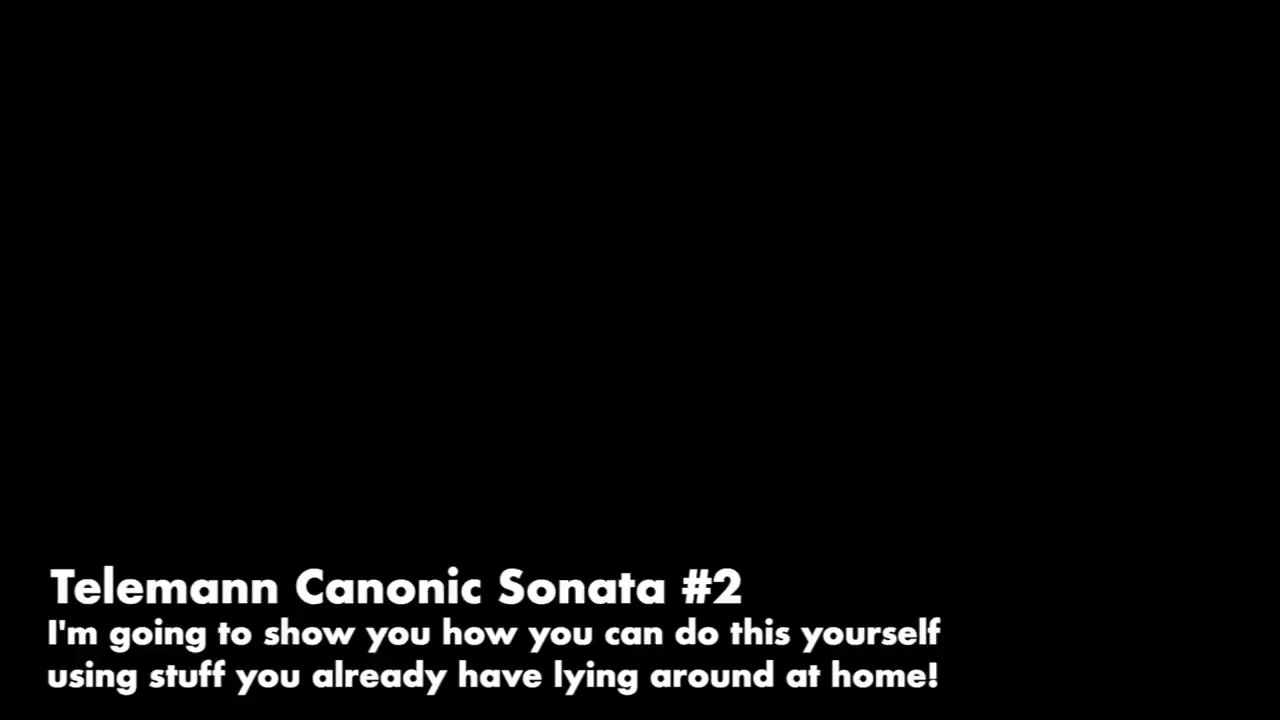 Telemann Canonic Sonata #2
I'm going to show you how you can do this yourself
using stuff you already have lying around at home!